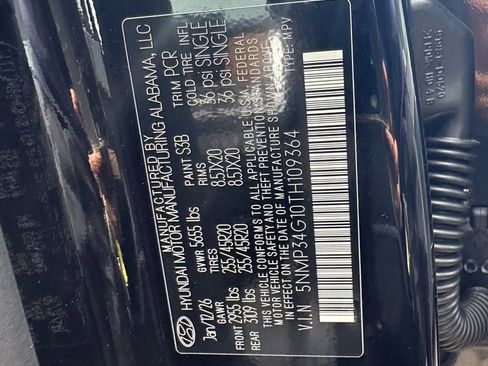 MANUFACTURED BY
HYUNDAI MOTOR MANUFACTURING ALABAMA, LLC
Jan/12/26 PAINT S3B TRIM PCR
GVWR 5655 lbs
GAWR TIRES RIMS COLD TIRE INFL
FRONT 2955 lbs 255/45R20 8.5JX20 36 psi SINGLE
REAR 3109 lbs 255/45R20 8.5JX20 36 psi SINGLE
THIS VEHICLE CONFORMS TO ALL APPLICABLE U.S.A. FEDERAL
MOTOR VEHICLE SAFETY AND THEFT PREVENTION STANDARDS
IN EFFECT ON THE DATE OF MANUFACTURE SHOWN ABOVE.
V.I.N 5NMP34G10TH109364 TYPE: MPV